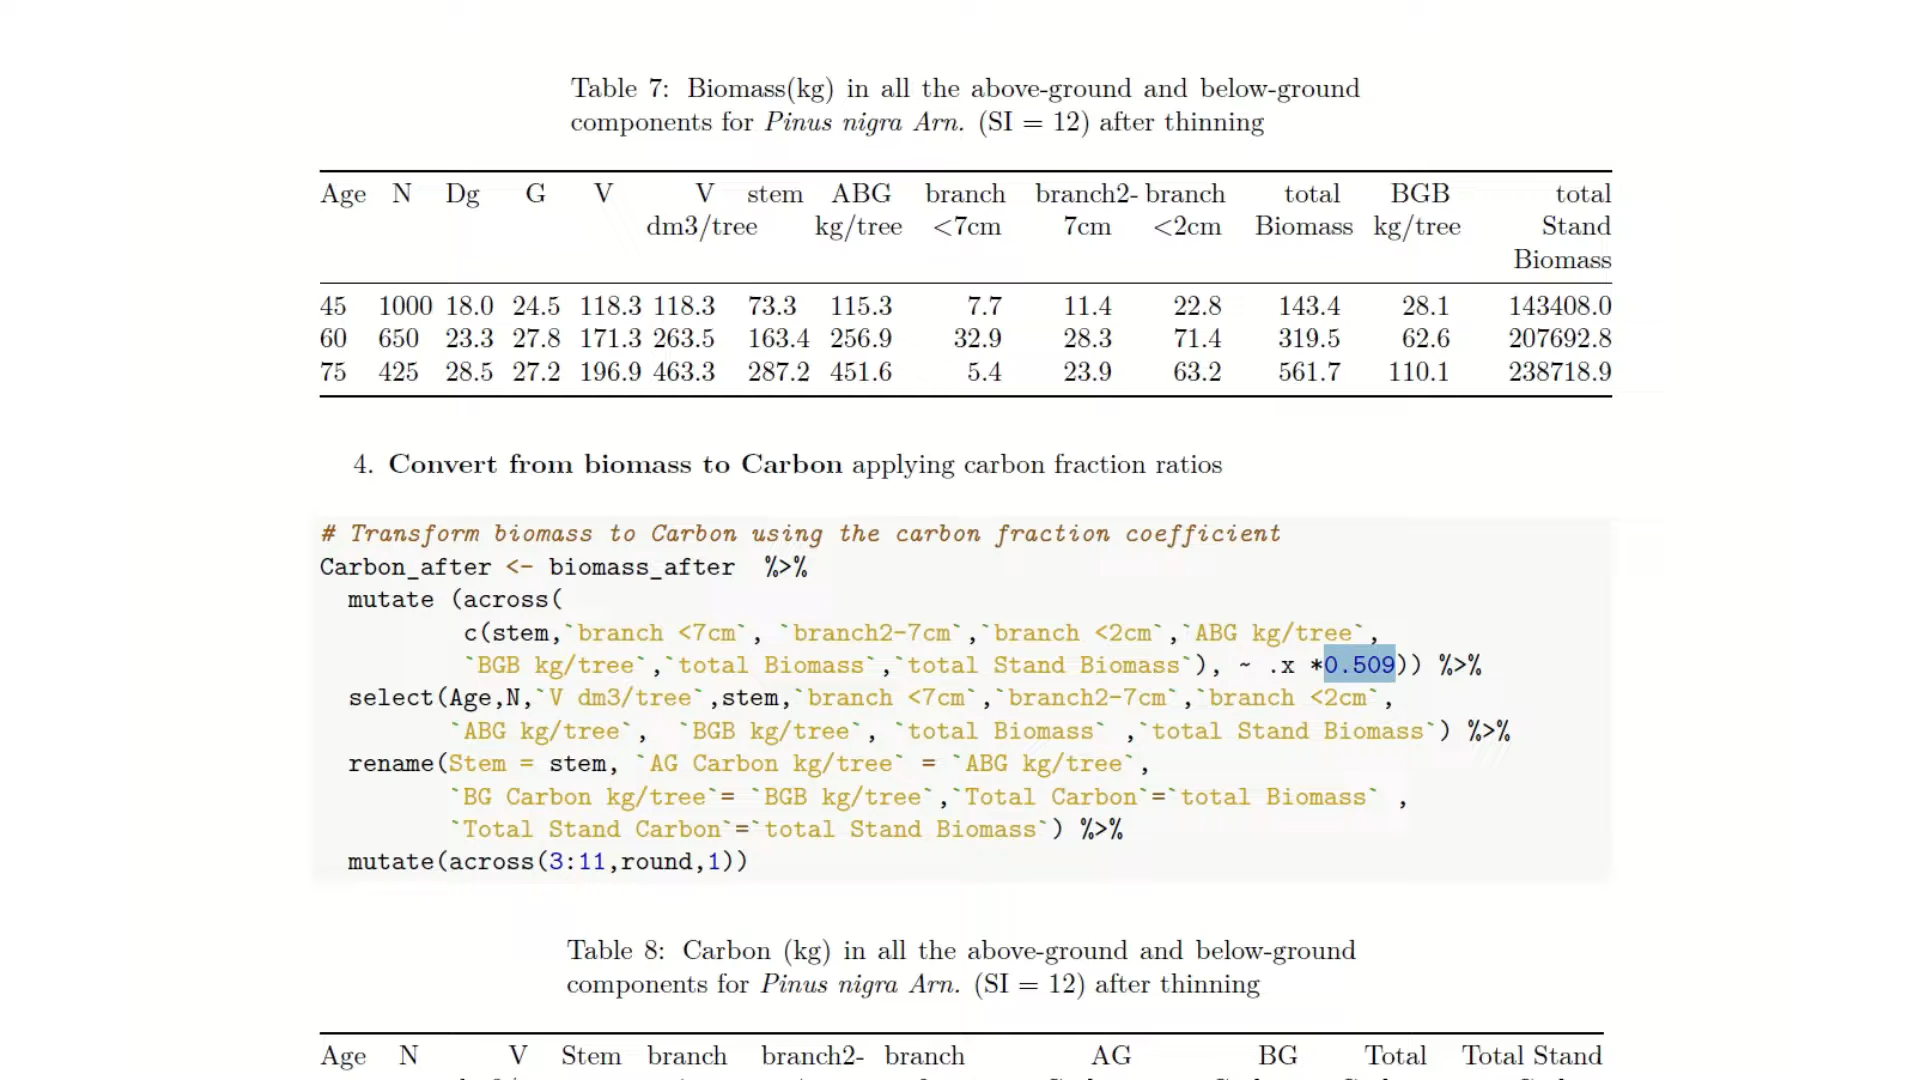 Table 7: Biomass(kg) in all the above-ground and below-ground
components for Pinus nigra Arn. (SI = 12) after thinning
Age N Dg G V V stem ABG branch branch2- branch total BGB total
dm3/tree kg/tree <7cm 7cm <2cm Biomass kg/tree Stand
Biomass
45 1000 18.0 24.5 118.3 118.3 73.3 115.3 7.7 11.4 22.8 143.4 28.1 143408.0
60 650 23.3 27.8 171.3 263.5 163.4 256.9 32.9 28.3 71.4 319.5 62.6 207692.8
75 425 28.5 27.2 196.9 463.3 287.2 451.6 5.4 23.9 63.2 561.7 110.1 238718.9
4. Convert from biomass to Carbon applying carbon fraction ratios
# Transform biomass to Carbon using the carbon fraction coefficient
Carbon_after <- biomass_after %>%
mutate (across(
c(stem,`branch <7cm`, `branch2-7cm`,`branch <2cm`,`ABG kg/tree`,
`BGB kg/tree`,`total Biomass`,`total Stand Biomass`), ~ .x *0.509)) %>%
select(Age,N,`V dm3/tree`,stem,`branch <7cm`,`branch2-7cm`,`branch <2cm`,
`ABG kg/tree`, `BGB kg/tree`, `total Biomass` ,`total Stand Biomass`) %>%
rename(Stem = stem, `AG Carbon kg/tree` = `ABG kg/tree`,
`BG Carbon kg/tree`= `BGB kg/tree`,`Total Carbon`=`total Biomass` ,
`Total Stand Carbon`=`total Stand Biomass`) %>%
mutate(across(3:11,round,1))
Table 8: Carbon (kg) in all the above-ground and below-ground
components for Pinus nigra Arn. (SI = 12) after thinning
Age N V Stem branch branch2- branch AG BG Total Total Stand